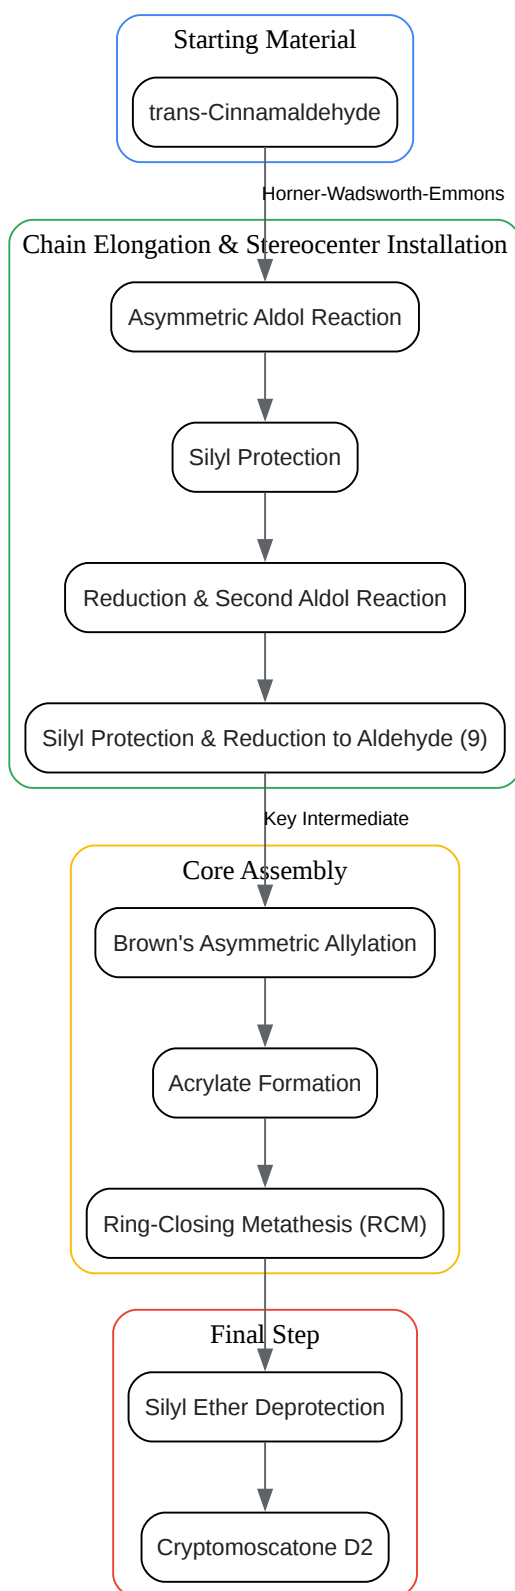 Starting Material
trans-Cinnamaldehyde
Horner-Wadsworth-Emmons
Chain Elongation & Stereocenter Installation
Asymmetric Aldol Reaction
Silyl Protection
Reduction & Second Aldol Reaction
Silyl Protection & Reduction to Aldehyde (9)
Key Intermediate
Core Assembly
Brown's Asymmetric Allylation
Acrylate Formation
Ring-Closing Metathesis (RCM)
Final Step
Silyl Ether Deprotection
Cryptomoscatone D2